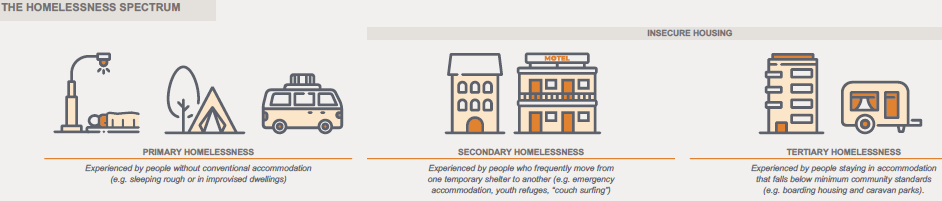 THE HOMELESSNESS SPECTRUM
INSECURE HOUSING
MOTEL
PRIMARY HOMELESSNESS
Experienced by people without conventional accommodation
(e.g. sleeping rough or in improvised dwellings)
SECONDARY HOMELESSNESS
Experienced by people who frequently move from
one temporary shelter to another (e.g. emergency
accommodation, youth refuges, "couch surfing")
TERTIARY HOMELESSNESS
Experienced by people staying in accommodation
that falls below minimum community standards
(e.g. boarding housing and caravan parks).